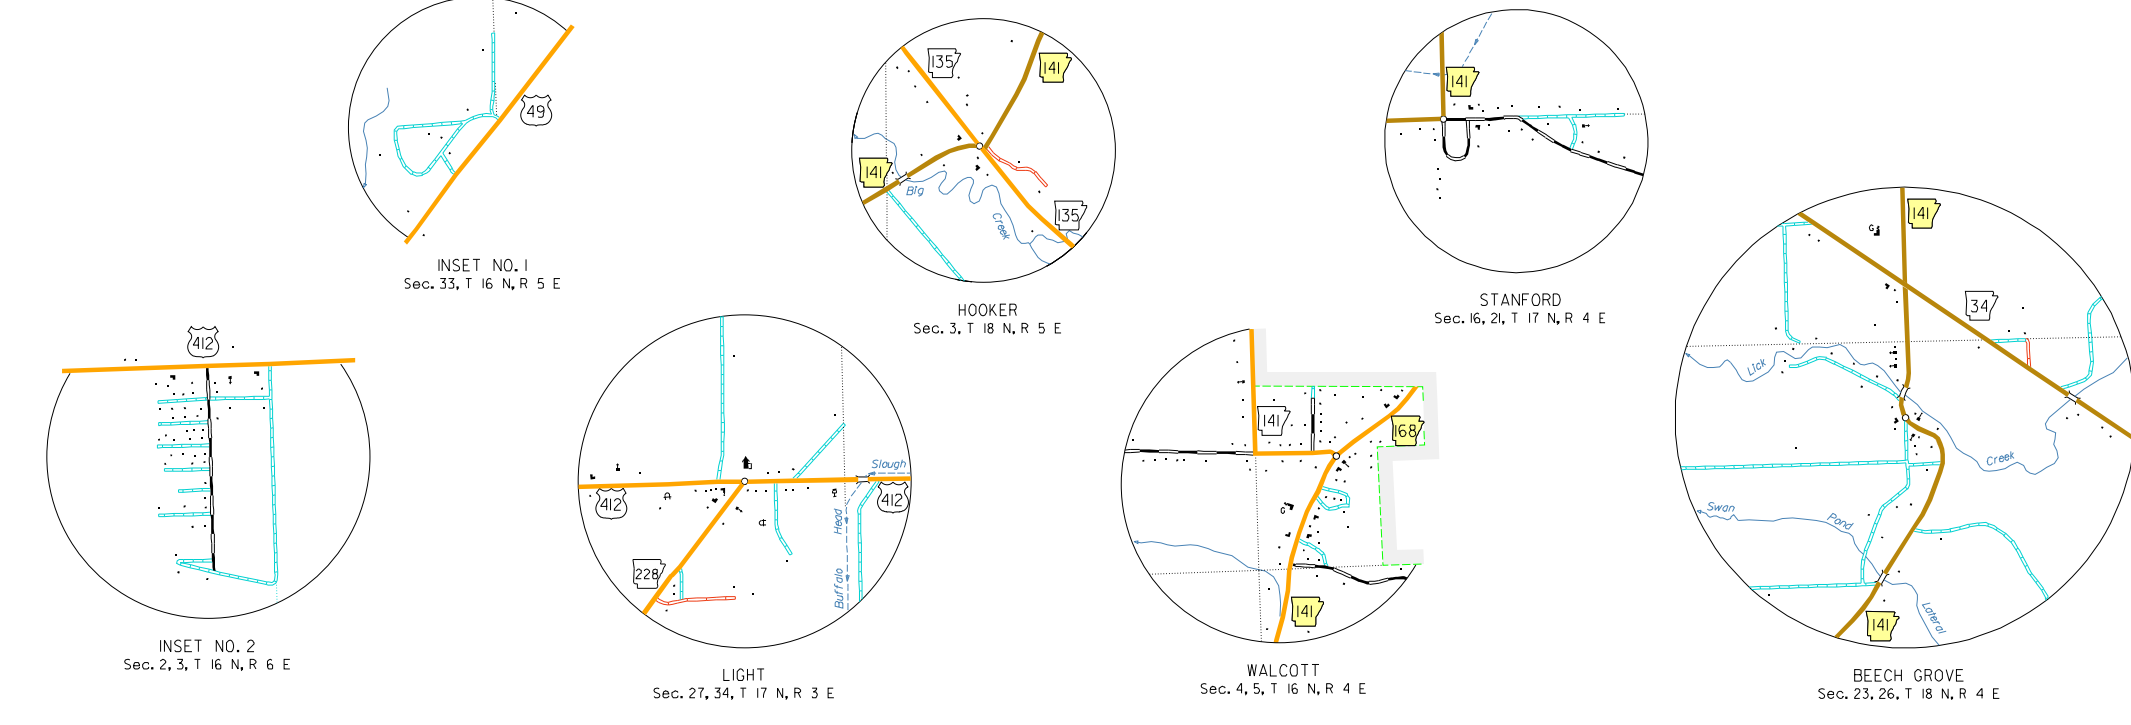 49
INSET NO. 1
Sec. 33, T 16 N, R 5 E
135
141
141
Big
Creek
135
HOOKER
Sec. 3, T 18 N, R 5 E
141
STANFORD
Sec. 16, 21, T 17 N, R 4 E
412
INSET NO. 2
Sec. 2, 3, T 16 N, R 6 E
412
Slough
412
Head
Buffalo
228
LIGHT
Sec. 27, 34, T 17 N, R 3 E
141
168
G
141
WALCOTT
Sec. 4, 5, T 16 N, R 4 E
141
G
34
Lick
Creek
Swan
Pond
Lateral
141
BEECH GROVE
Sec. 23, 26, T 18 N, R 4 E